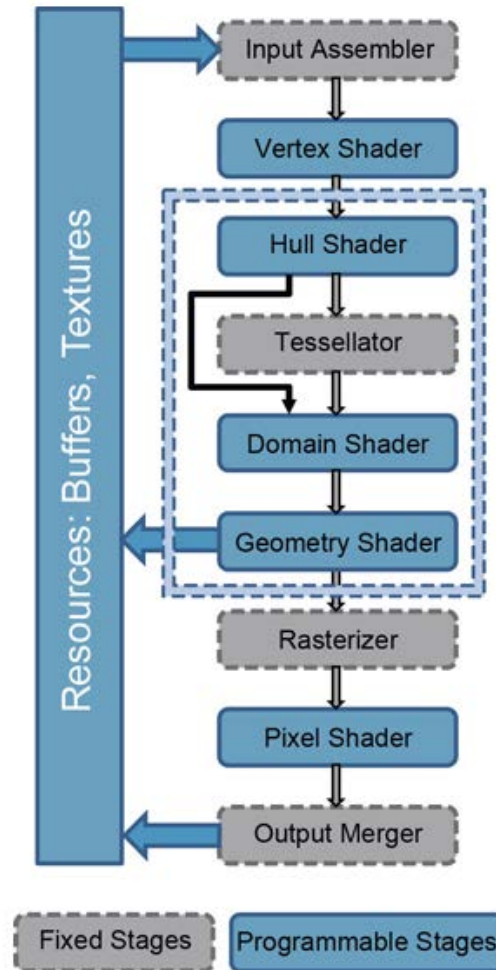 Resources: Buffers, Textures
Input Assembler
Vertex Shader
Hull Shader
Tessellator
Domain Shader
Geometry Shader
Rasterizer
Pixel Shader
Output Merger
Fixed Stages
Programmable Stages